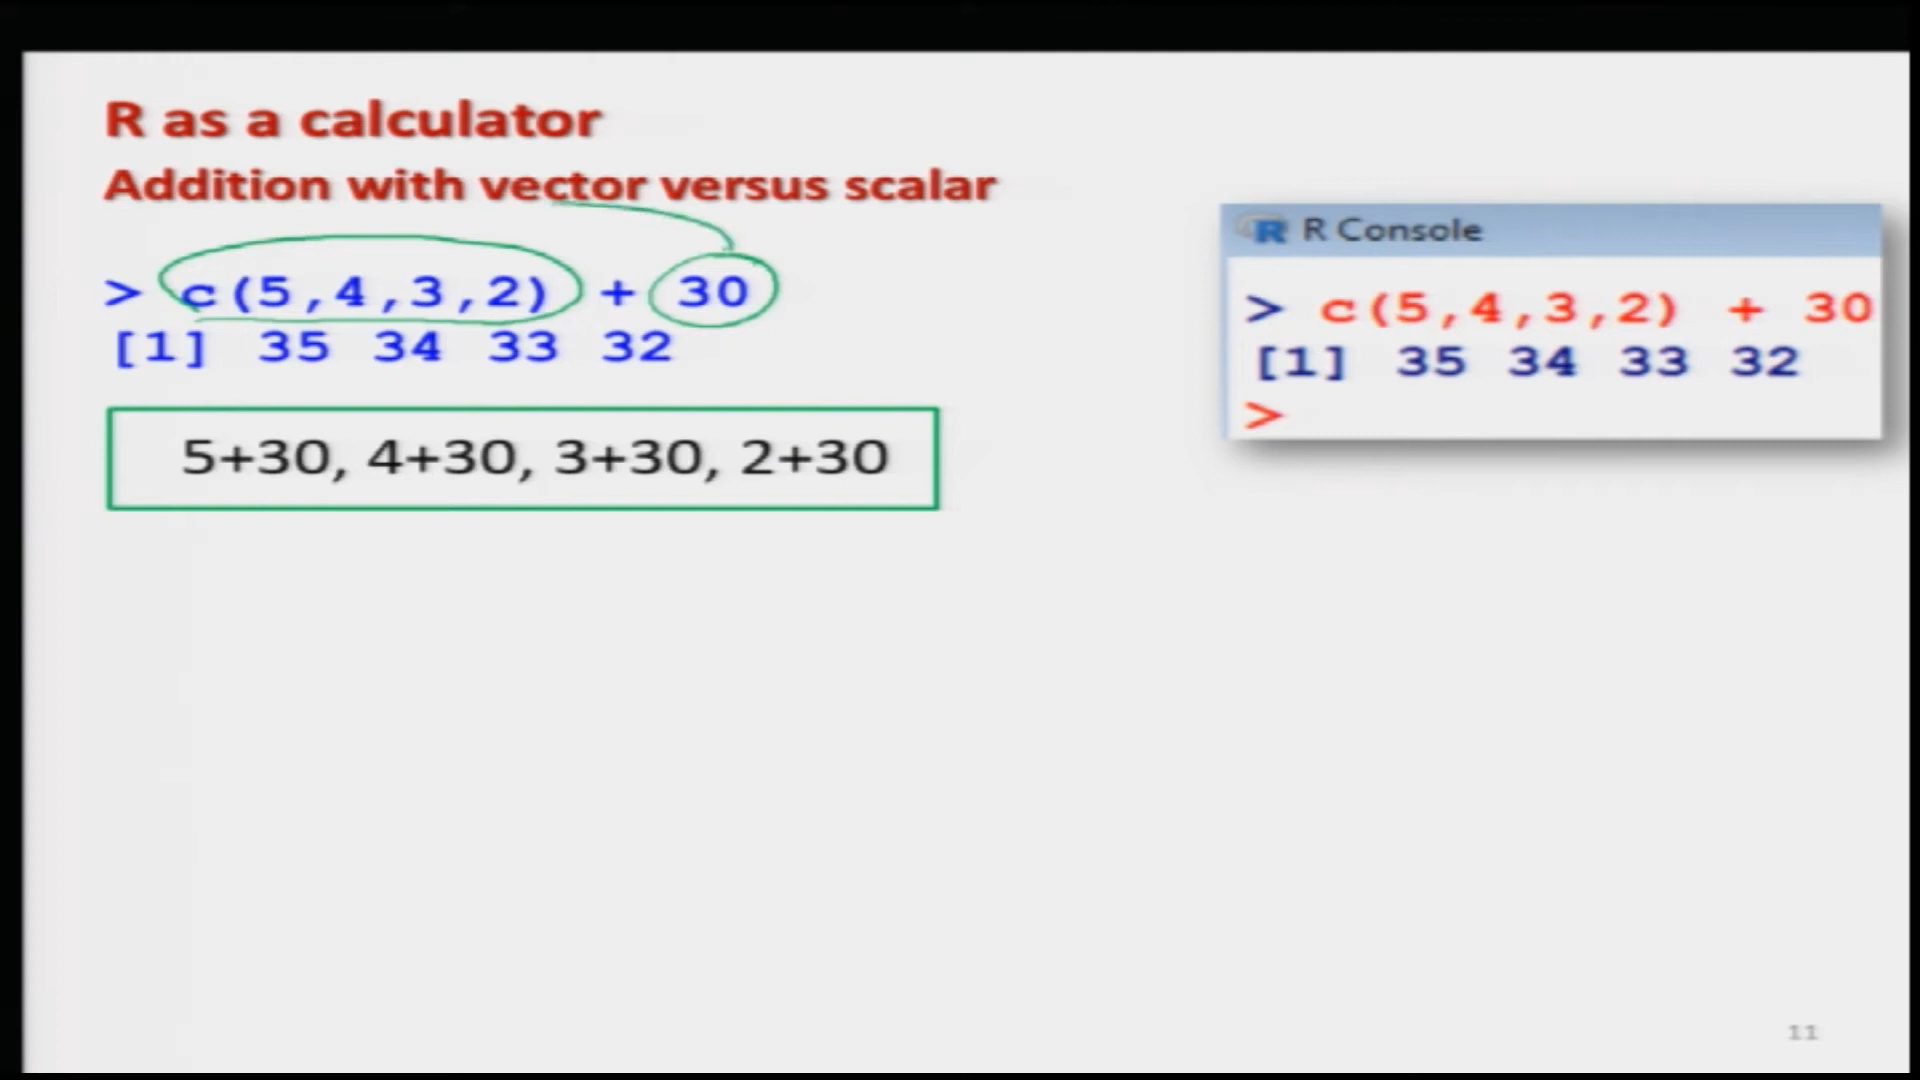 R as a calculator
Addition with vector versus scalar
> c(5,4,3,2) + 30
[1] 35 34 33 32
5+30, 4+30, 3+30, 2+30
R R Console
> c(5,4,3,2) + 30
[1] 35 34 33 32
>
11